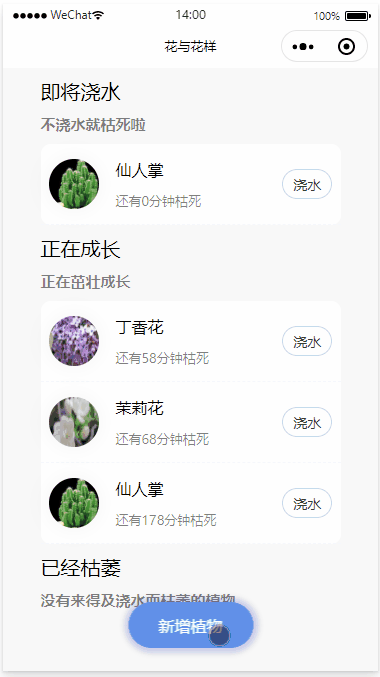 WeChat 14:00 100%
花与花样
即将浇水
不浇水就枯死啦
仙人掌
还有0分钟枯死
浇水
正在成长
正在茁壮成长
丁香花
还有58分钟枯死
浇水
茉莉花
还有68分钟枯死
浇水
仙人掌
还有178分钟枯死
浇水
已经枯萎
没有来得及浇水而枯萎的植物
新增植物